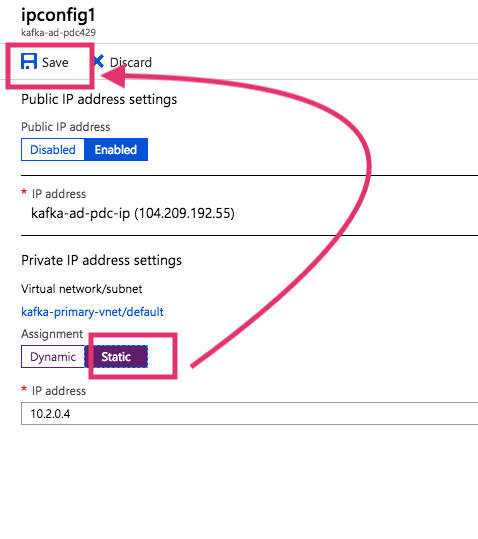 ipconfig1
kafka-ad-pdc429
Save Discard
Public IP address settings
Public IP address
Disabled Enabled
* IP address
kafka-ad-pdc-ip (104.209.192.55)
Private IP address settings
Virtual network/subnet
kafka-primary-vnet/default
Assignment
Dynamic Static
* IP address
10.2.0.4